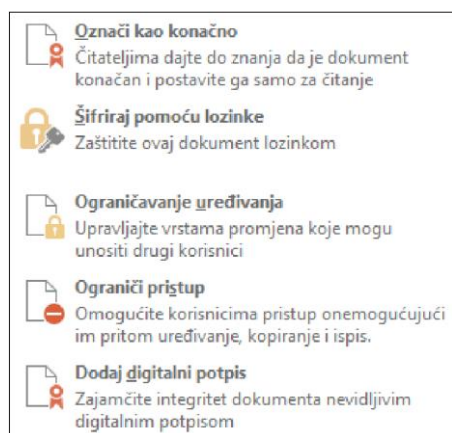 Označi kao konačno
Čitateljima dajte do znanja da je dokument
konačan i postavite ga samo za čitanje
Šifriraj pomoću lozinke
Zaštitite ovaj dokument lozinkom
Ograničavanje uređivanja
Upravljajte vrstama promjena koje mogu
unositi drugi korisnici
Ograniči pristup
Omogućite korisnicima pristup onemogućujući
im pritom uređivanje, kopiranje i ispis.
Dodaj digitalni potpis
Zajamčite integritet dokumenta nevidljivim
digitalnim potpisom